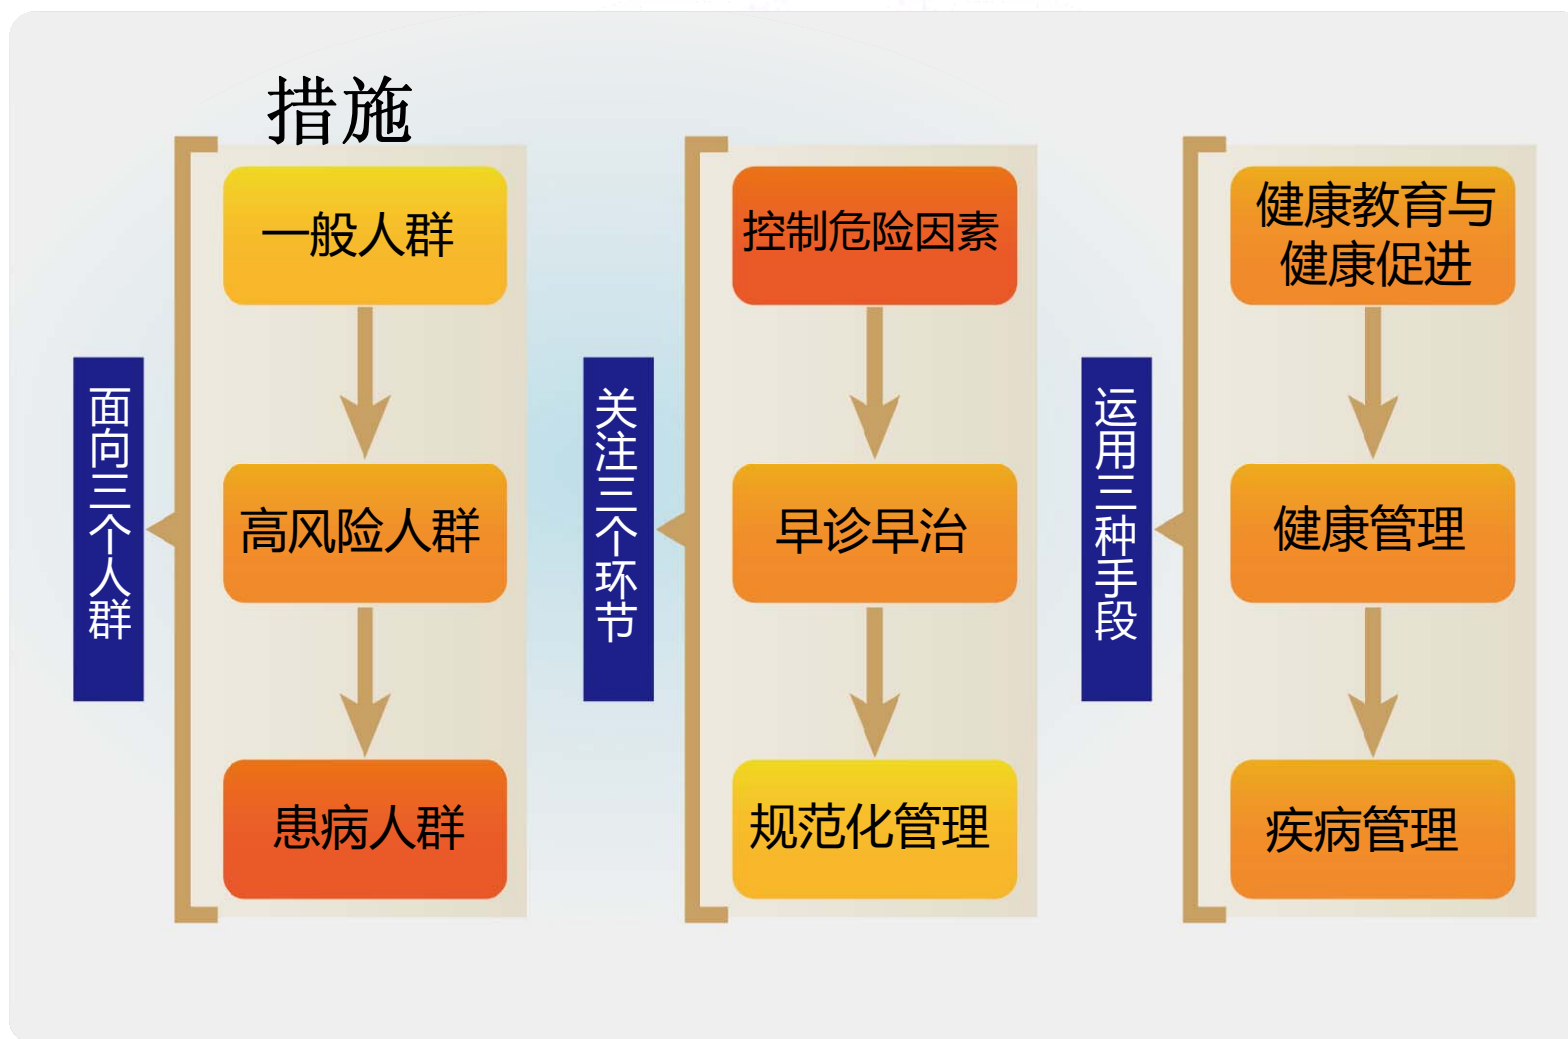 措施
面向三个人群
一般人群
高风险人群
患病人群
关注三个环节
控制危险因素
早诊早治
规范化管理
运用三种手段
健康教育与
健康促进
健康管理
疾病管理